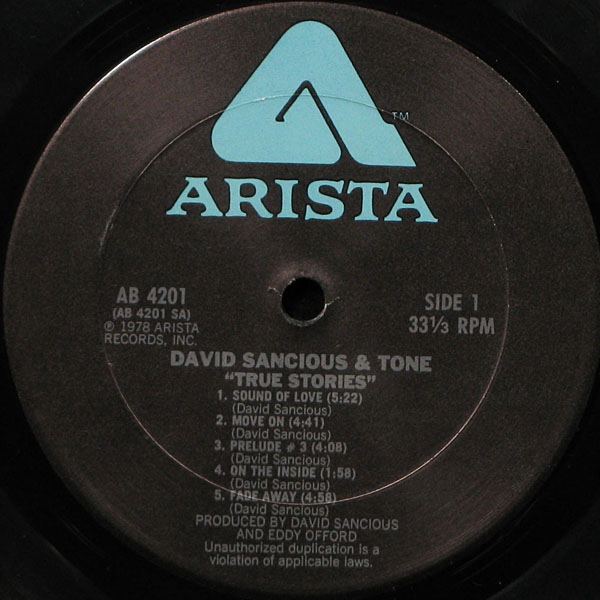 ™
ARISTA
AB 4201
(AB 4201 SA)
℗ 1978 ARISTA
RECORDS, INC.
SIDE 1
33⅓ RPM
DAVID SANCIOUS & TONE
"TRUE STORIES"
1. SOUND OF LOVE (5:22)
(David Sancious)
2. MOVE ON (4:41)
(David Sancious)
3. PRELUDE # 3 (4:08)
(David Sancious)
4. ON THE INSIDE (1:58)
(David Sancious)
5. FADE AWAY (4:58)
(David Sancious)
PRODUCED BY DAVID SANCIOUS
AND EDDY OFFORD
Unauthorized duplication is a
violation of applicable laws.